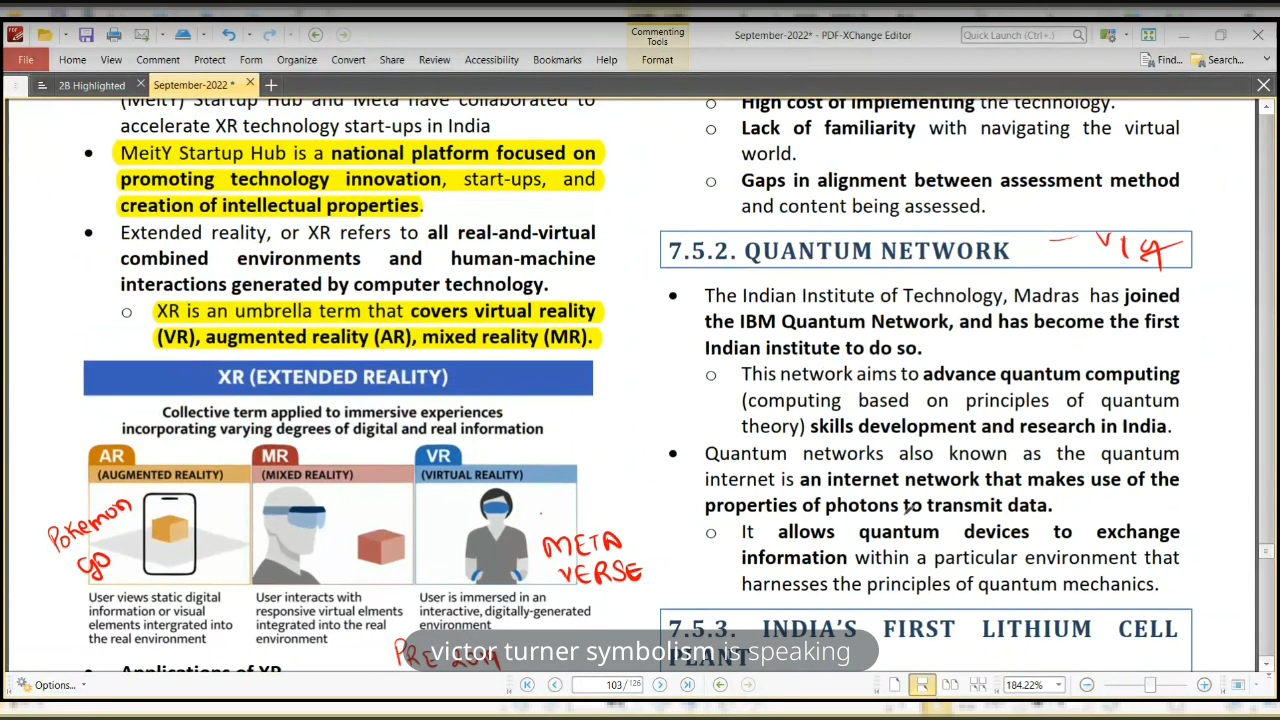 Commenting
Tools
September-2022* - PDF-XChange Editor
Quick Launch (Ctrl+.)
File
Home
View
Comment
Protect
Form
Organize
Convert
Share
Review
Accessibility
Bookmarks
Help
Format
Find...
Search...
2B Highlighted
September-2022 *
(MeitY) Startup Hub and Meta have collaborated to
accelerate XR technology start-ups in India
• MeitY Startup Hub is a national platform focused on
promoting technology innovation, start-ups, and
creation of intellectual properties.
• Extended reality, or XR refers to all real-and-virtual
combined environments and human-machine
interactions generated by computer technology.
o XR is an umbrella term that covers virtual reality
(VR), augmented reality (AR), mixed reality (MR).
XR (EXTENDED REALITY)
Collective term applied to immersive experiences
incorporating varying degrees of digital and real information
AR
(AUGMENTED REALITY)
MR
(MIXED REALITY)
VR
(VIRTUAL REALITY)
Pokemon
Go
META
VERSE
User views static digital
information or visual
elements intergrated into
the real environment
User interacts with
responsive virtual elments
integrated into the real
environment
User is immersed in an
interactive, digitally-generated
environment
PRE 2019
• Applications of XR
o High cost of implementing the technology.
o Lack of familiarity with navigating the virtual
world.
o Gaps in alignment between assessment method
and content being assessed.
7.5.2. QUANTUM NETWORK
• The Indian Institute of Technology, Madras has joined
the IBM Quantum Network, and has become the first
Indian institute to do so.
o This network aims to advance quantum computing
(computing based on principles of quantum
theory) skills development and research in India.
• Quantum networks also known as the quantum
internet is an internet network that makes use of the
properties of photons to transmit data.
o It allows quantum devices to exchange
information within a particular environment that
harnesses the principles of quantum mechanics.
7.5.3. INDIA'S FIRST LITHIUM CELL
PLANT
victor turner symbolism is speaking
Options...
103 / 126
184.22%